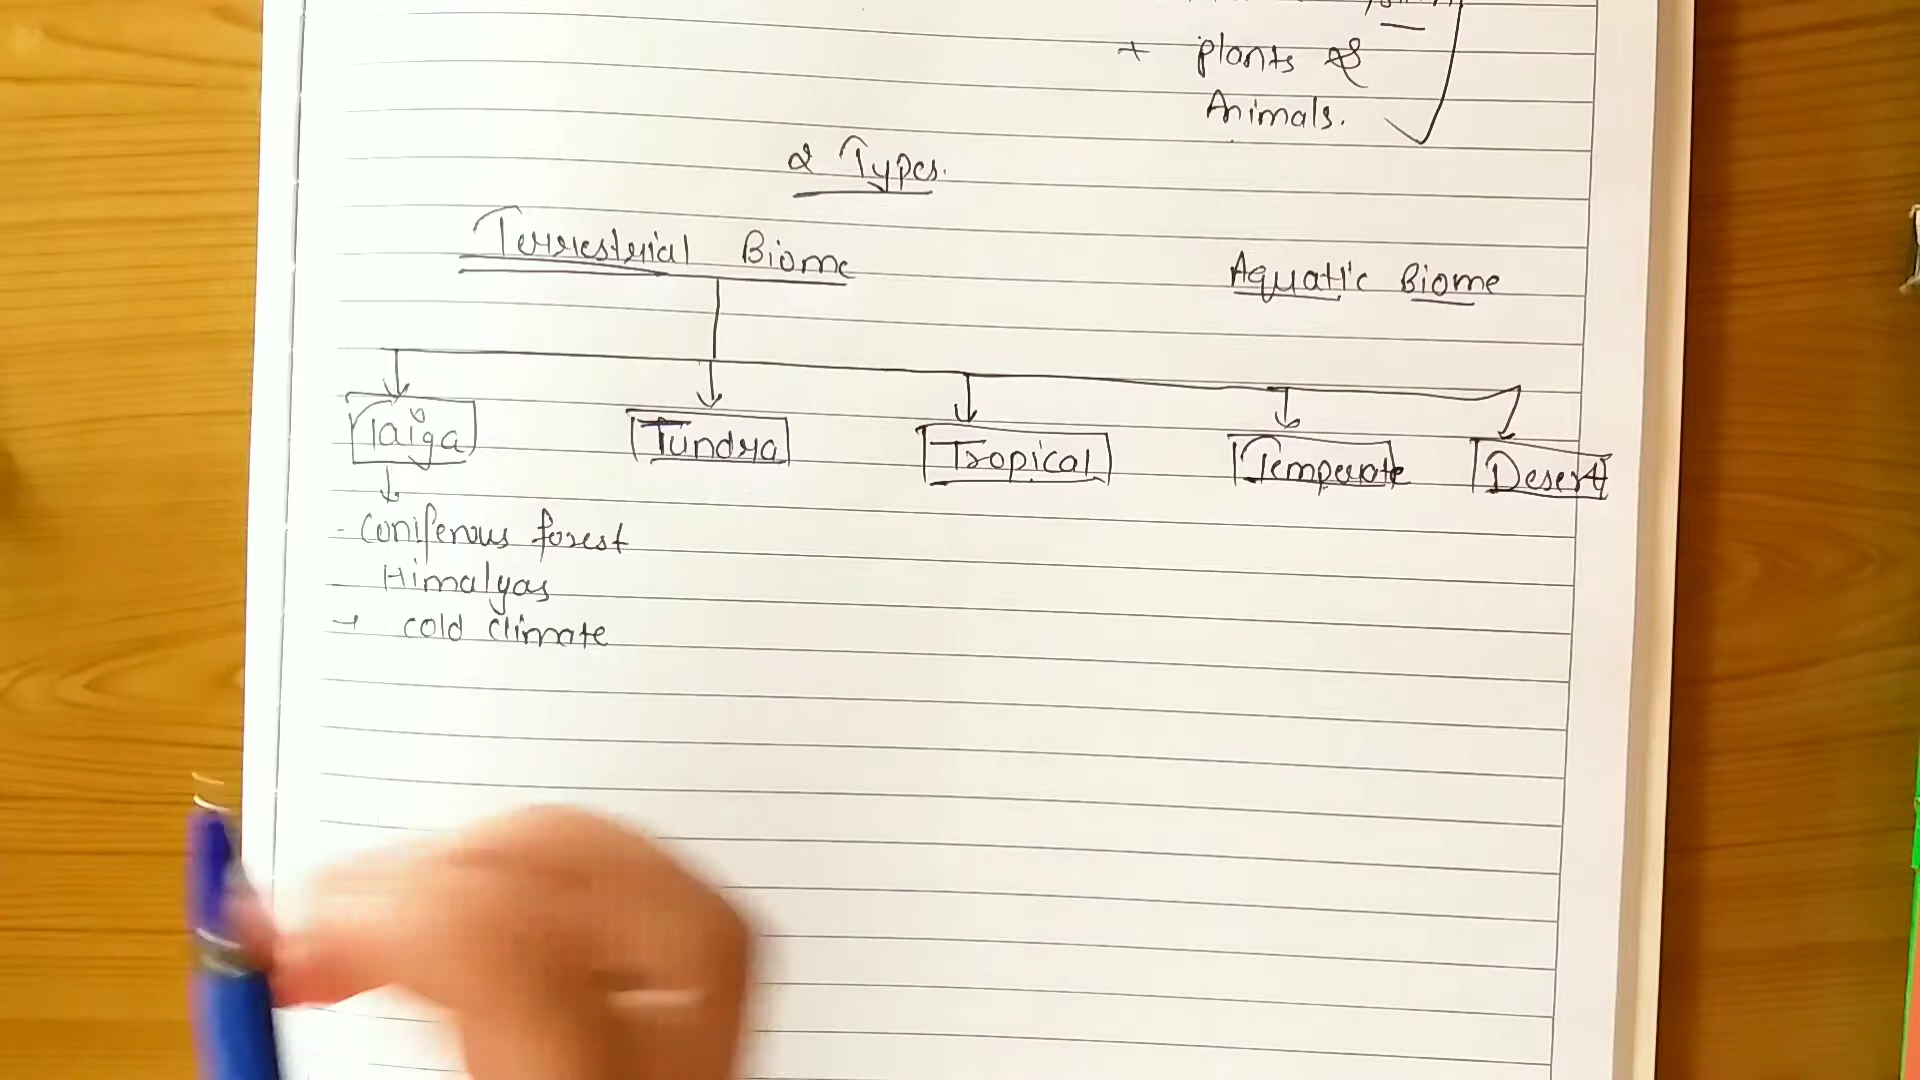 + plants &
Animals.
2 Types.
Terrestrial Biome
Aquatic Biome
Taiga
Tundra
Tropical
Temperate
Desert
- Coniferous forest
Himalyas
→ cold climate